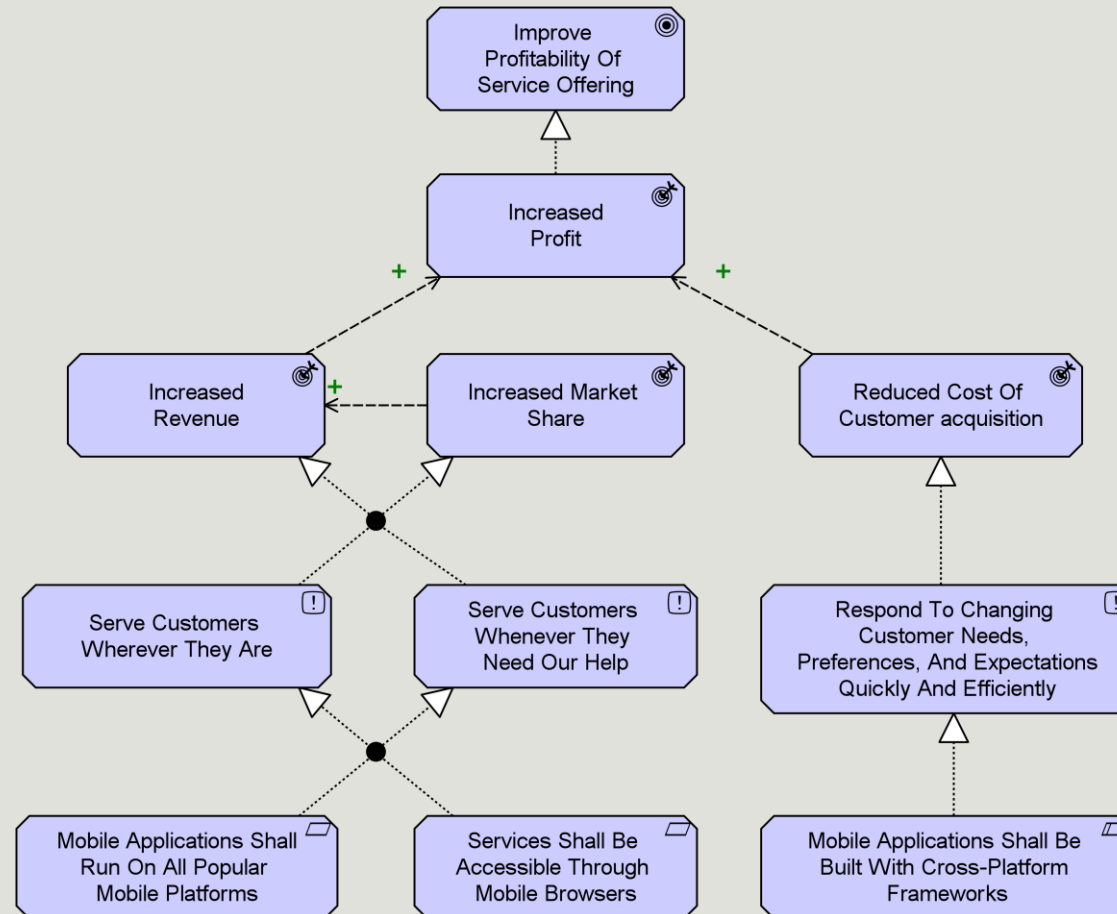 Improve
Profitability Of
Service Offering
Increased
Profit
+
+
Increased
Revenue
+
Increased Market
Share
Reduced Cost Of
Customer acquisition
Serve Customers
Wherever They Are
Serve Customers
Whenever They
Need Our Help
Respond To Changing
Customer Needs,
Preferences, And Expectations
Quickly And Efficiently
Mobile Applications Shall
Run On All Popular
Mobile Platforms
Services Shall Be
Accessible Through
Mobile Browsers
Mobile Applications Shall Be
Built With Cross-Platform
Frameworks